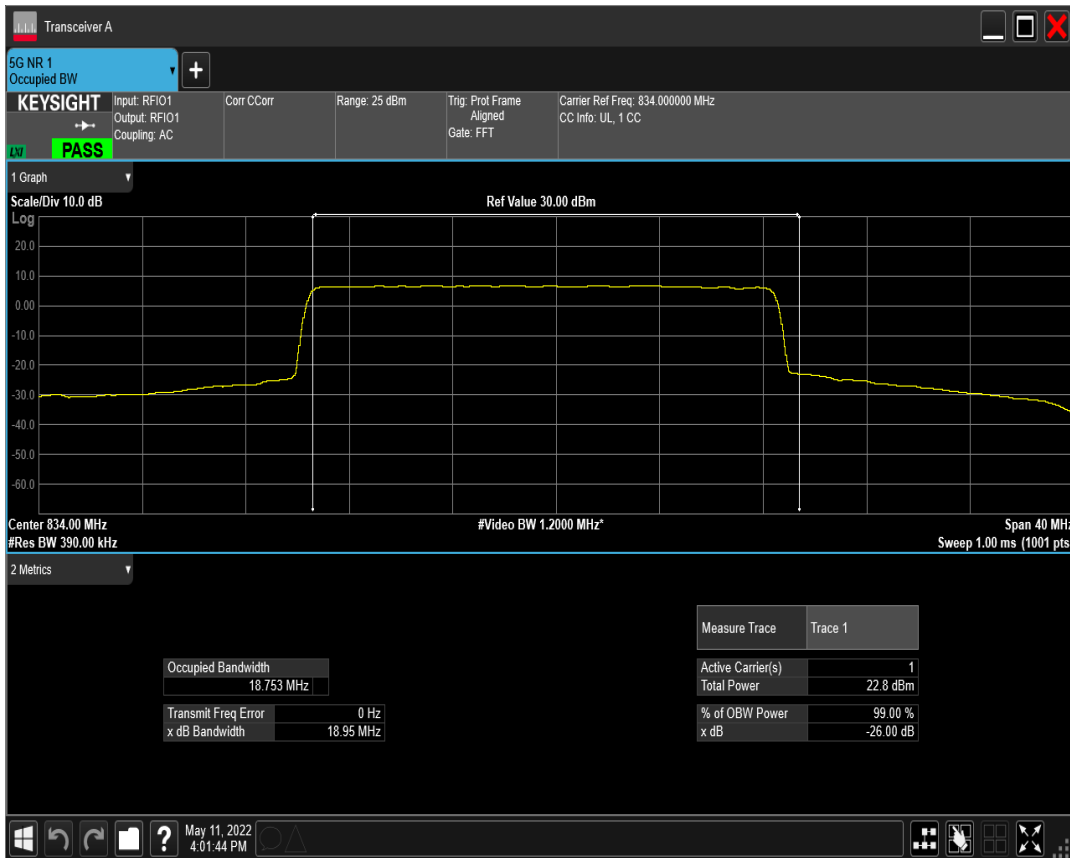 Transceiver A
5G NR 1
Occupied BW
KEYSIGHT
LXI
PASS
Input: RFIO1
Output: RFIO1
Coupling: AC
Corr CCorr
Range: 25 dBm
Trig: Prot Frame
Aligned
Gate: FFT
Carrier Ref Freq: 834.000000 MHz
CC Info: UL, 1 CC
1 Graph
Scale/Div 10.0 dB
Ref Value 30.00 dBm
Log
20.0
10.0
0.00
-10.0
-20.0
-30.0
-40.0
-50.0
-60.0
Center 834.00 MHz
#Video BW 1.2000 MHz*
Span 40 MHz
#Res BW 390.00 kHz
Sweep 1.00 ms (1001 pts
2 Metrics
Measure Trace Trace 1
Occupied Bandwidth
18.753 MHz
Active Carrier(s) 1
Total Power 22.8 dBm
Transmit Freq Error 0 Hz
x dB Bandwidth 18.95 MHz
% of OBW Power 99.00 %
x dB -26.00 dB
?
May 11, 2022
4:01:44 PM